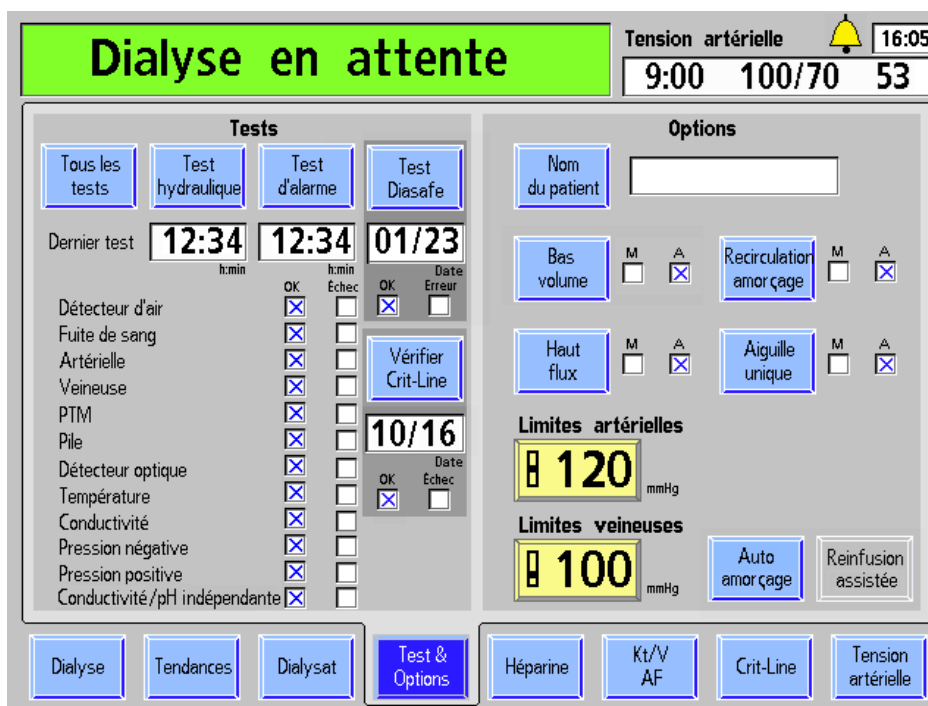 Dialyse en attente
Tension artérielle
16:05
9:00 100/70 53
Tests
Tous les tests
Test hydraulique
Test d'alarme
Test Diasafe
Dernier test
12:34
h:min
12:34
h:min
01/23
Date
OK Échec
OK Erreur
Détecteur d'air
Fuite de sang
Artérielle
Veineuse
PTM
Pile
Détecteur optique
Température
Conductivité
Pression négative
Pression positive
Conductivité/pH indépendante
Vérifier Crit-Line
10/16
Date
OK Échec
Options
Nom du patient
Bas volume
M A
Recirculation amorçage
M A
Haut flux
M A
Aiguille unique
M A
Limites artérielles
120 mmHg
Limites veineuses
100 mmHg
Auto amorçage
Reinfusion assistée
Dialyse
Tendances
Dialysat
Test & Options
Héparine
Kt/V AF
Crit-Line
Tension artérielle